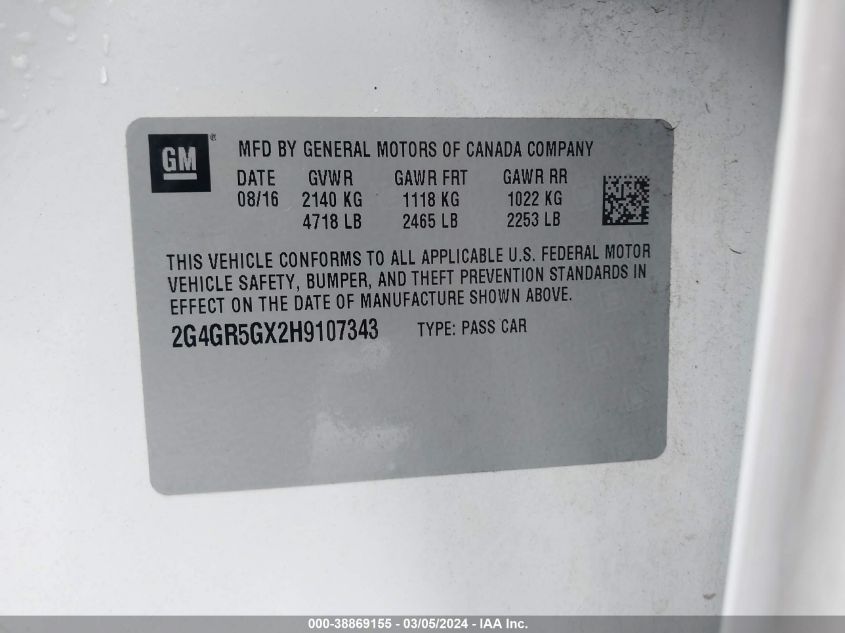 GM ®
MFD BY GENERAL MOTORS OF CANADA COMPANY
DATE GVWR GAWR FRT GAWR RR
08/16 2140 KG 1118 KG 1022 KG
4718 LB 2465 LB 2253 LB
THIS VEHICLE CONFORMS TO ALL APPLICABLE U.S. FEDERAL MOTOR
VEHICLE SAFETY, BUMPER, AND THEFT PREVENTION STANDARDS IN
EFFECT ON THE DATE OF MANUFACTURE SHOWN ABOVE.
2G4GR5GX2H9107343 TYPE: PASS CAR
000-38869155 - 03/05/2024 - IAA Inc.